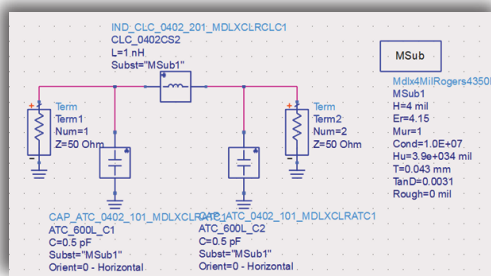 IND_CLC_0402_201_MDLXCLRCLC1
CLC_0402CS2
L=1 nH
Subst="MSub1"
MSub
Mdlx4MilRogers4350
MSub1
H=4 mil
Er=4.15
Mur=1
Cond=1.0E+07
Hu=3.9e+034 mil
T=0.043 mm
TanD=0.0031
Rough=0 mil
Term
Term1
Num=1
Z=50 Ohm
Term
Term2
Num=2
Z=50 Ohm
CAP_ATC_0402_101_MDLXCLRATC1
ATC_600L_C1
C=0.5 pF
Subst="MSub1"
Orient=0 - Horizontal
CAP_ATC_0402_101_MDLXCLRATC1
ATC_600L_C2
C=0.5 pF
Subst="MSub1"
Orient=0 - Horizontal